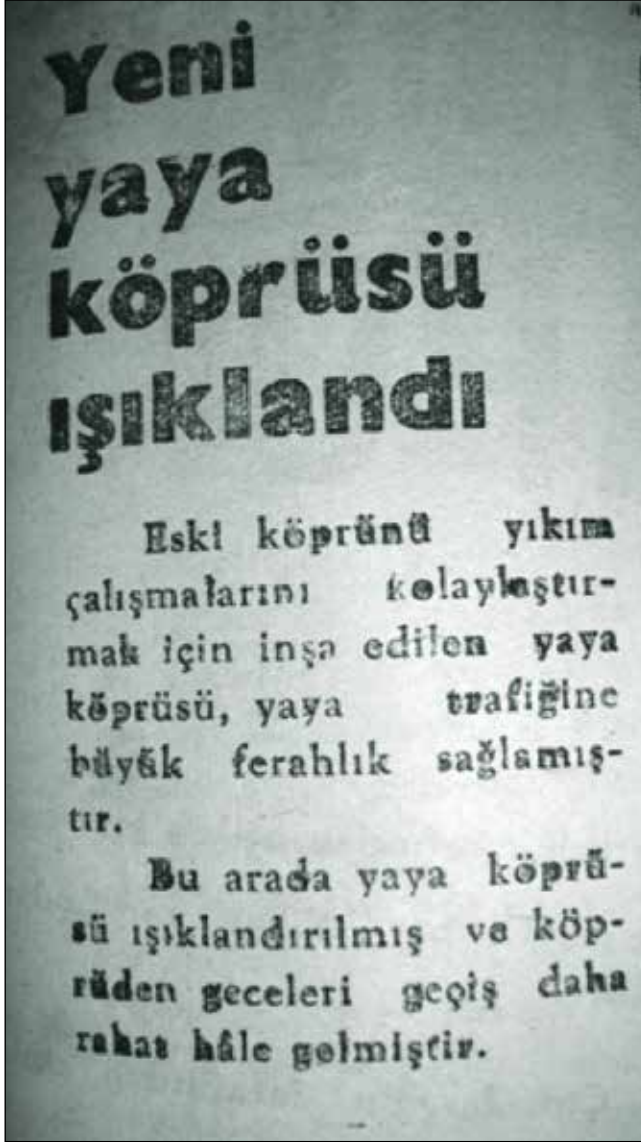 Yeni
yaya
köprüsü
ışıklandı
Eski köprünü yıkım
çalışmalarını kolaylaştır-
mak için inşa edilen yaya
köprüsü, yaya trafiğine
büyük ferahlık sağlamış-
tır.
Bu arada yaya köprü-
sü ışıklandırılmış ve köp-
rüden geceleri geçiş daha
rahat hâle gelmiştir.